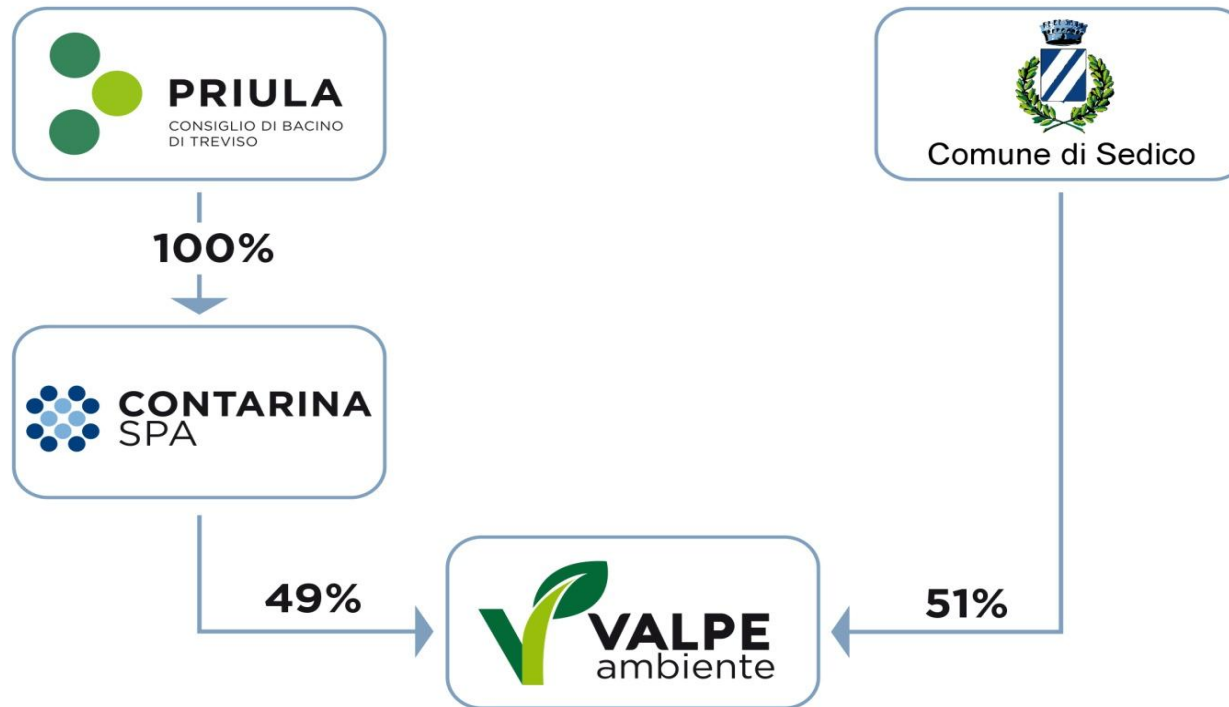 PRIULA
CONSIGLIO DI BACINO
DI TREVISO
Comune di Sedico
100%
CONTARINA
SPA
49%
51%
VALPE
ambiente